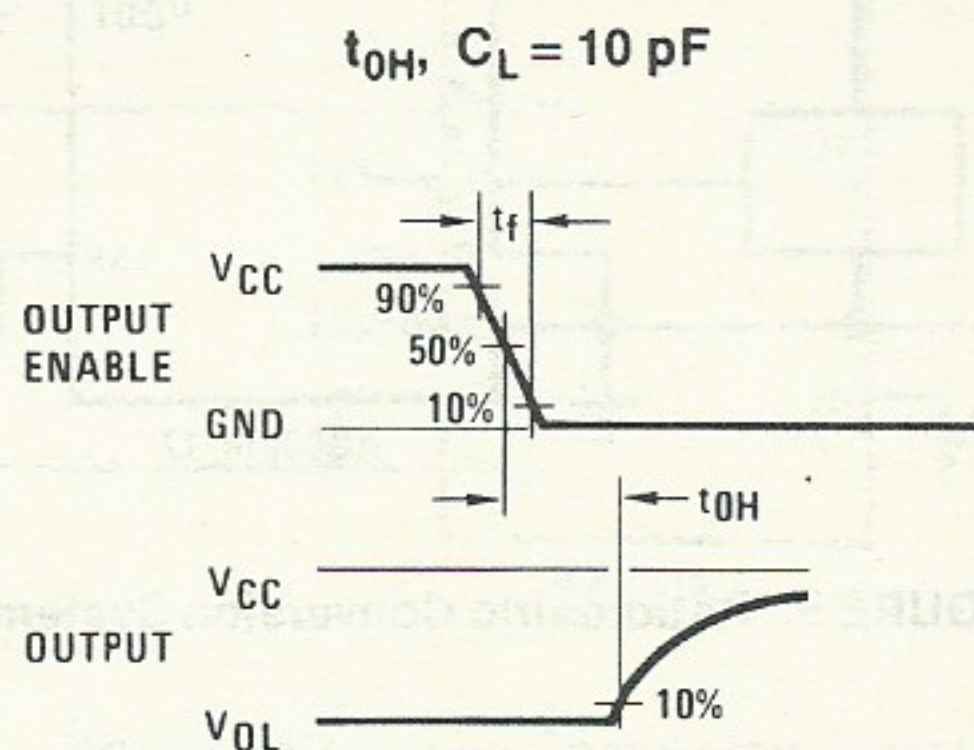 t0H, CL = 10 pF
tf
VCC
90%
OUTPUT
ENABLE
50%
10%
GND
t0H
VCC
OUTPUT
10%
VOL